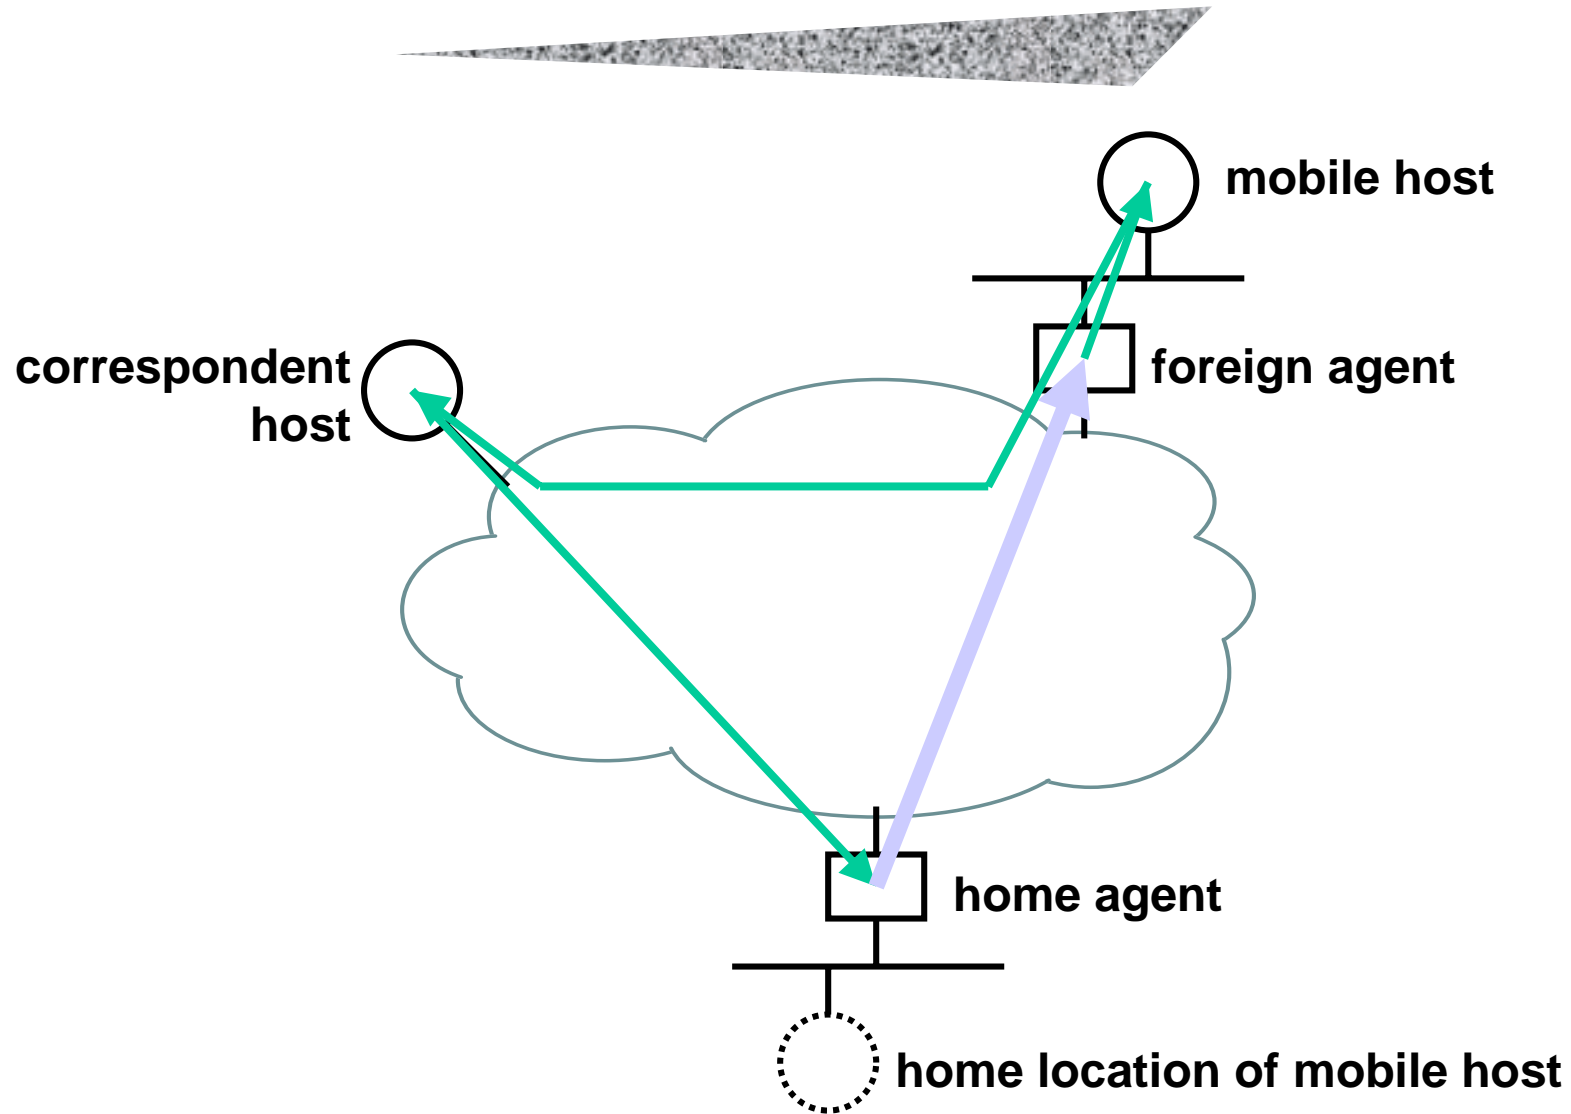 mobile host
correspondent
host
foreign agent
home agent
home location of mobile host